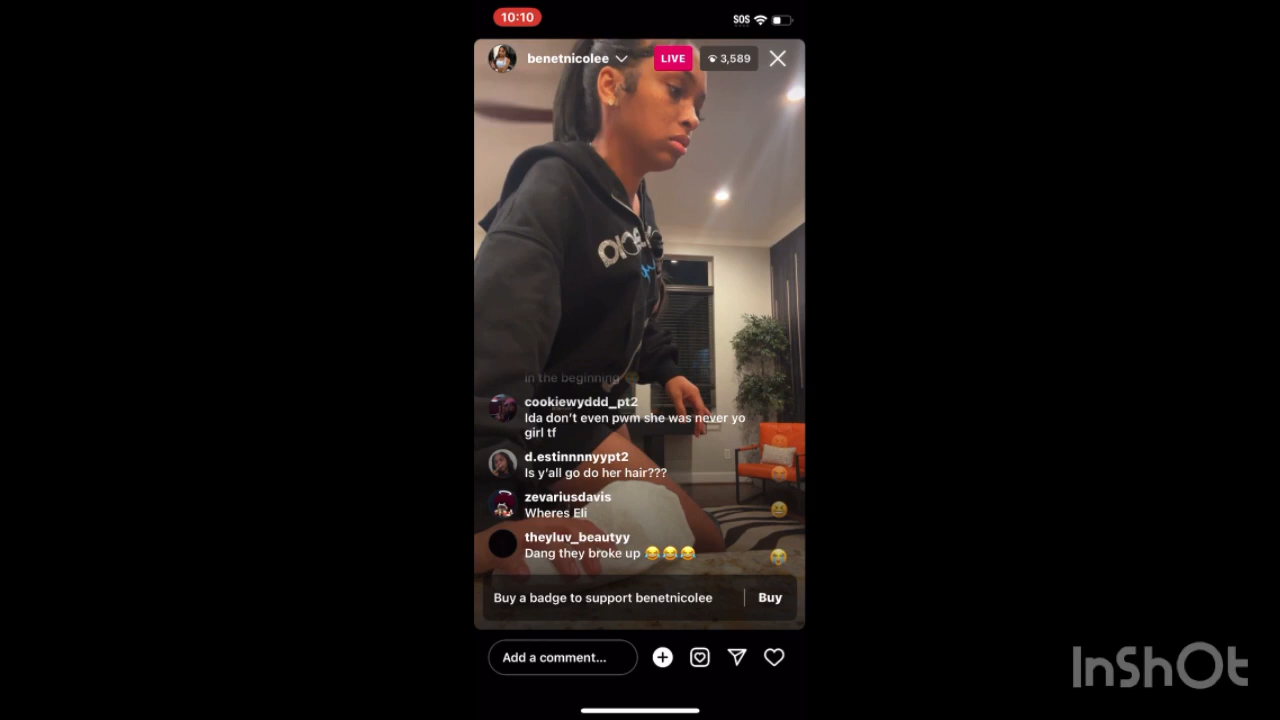 10:10
SOS
benetnicolee
LIVE
3,589
in the beginning
cookiewyddd_pt2
Ida don't even pwm she was never yo
girl tf
d.estinnnnyypt2
Is y'all go do her hair???
zevariusdavis
Wheres Eli
theyluv_beautyy
Dang they broke up 😂😂😂
Buy a badge to support benetnicolee
Buy
Add a comment...
InShOt